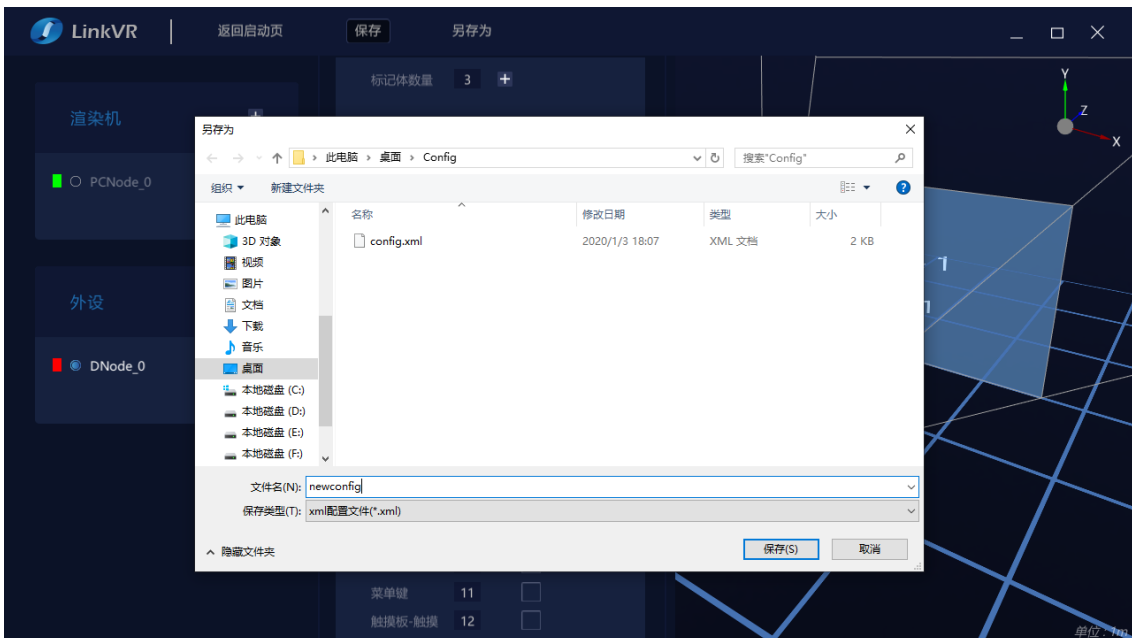 LinkVR 返回启动页 保存 另存为
标记体数量 3 +
渲染机 +
PCNode_0
外设
DNode_0
Y
Z
X
另存为
此电脑 › 桌面 › Config
搜索"Config"
组织 新建文件夹
名称 修改日期 类型 大小
config.xml 2020/1/3 18:07 XML 文档 2 KB
此电脑
3D 对象
视频
图片
文档
下载
音乐
桌面
本地磁盘 (C:)
本地磁盘 (D:)
本地磁盘 (E:)
本地磁盘 (F:)
文件名(N): newconfig
保存类型(T): xml配置文件(*.xml)
隐藏文件夹 保存(S) 取消
菜单键 11
触摸板-触摸 12
单位：1m